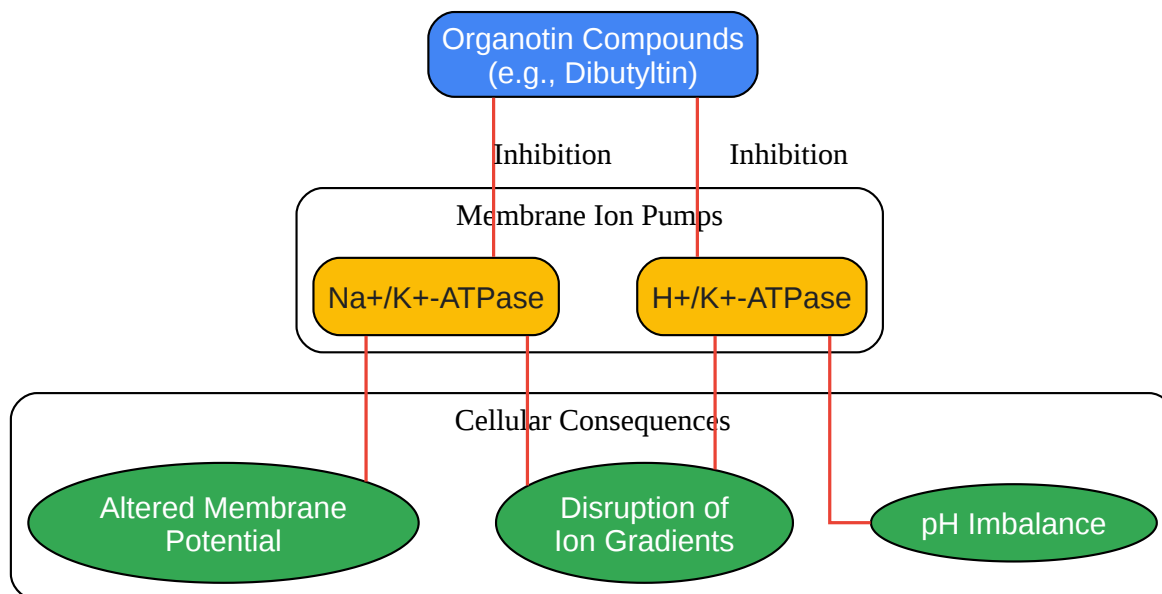 Organotin Compounds
(e.g., Dibutyltin)
Inhibition
Inhibition
Membrane Ion Pumps
Na+/K+-ATPase
H+/K+-ATPase
Cellular Consequences
Altered Membrane
Potential
Disruption of
Ion Gradients
pH Imbalance